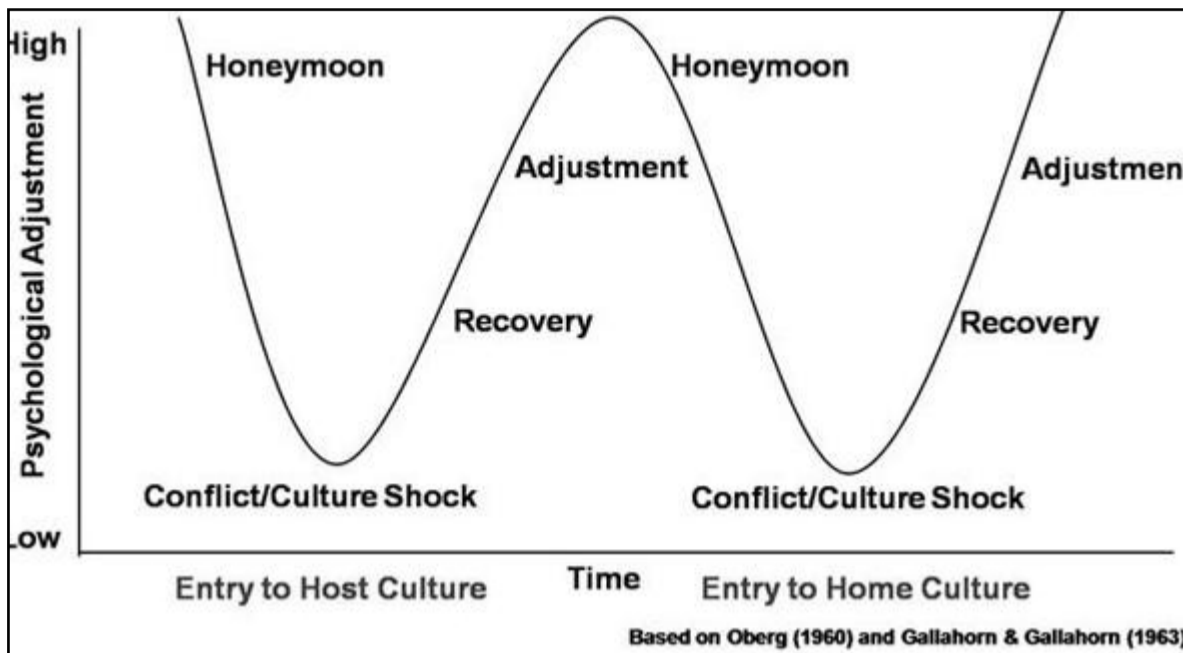 High
Honeymoon
Honeymoon
Psychological Adjustment
Adjustment
Adjustmen
Recovery
Recovery
Conflict/Culture Shock
Conflict/Culture Shock
Low
Entry to Host Culture
Time
Entry to Home Culture
Based on Oberg (1960) and Gallahorn & Gallahorn (1963)